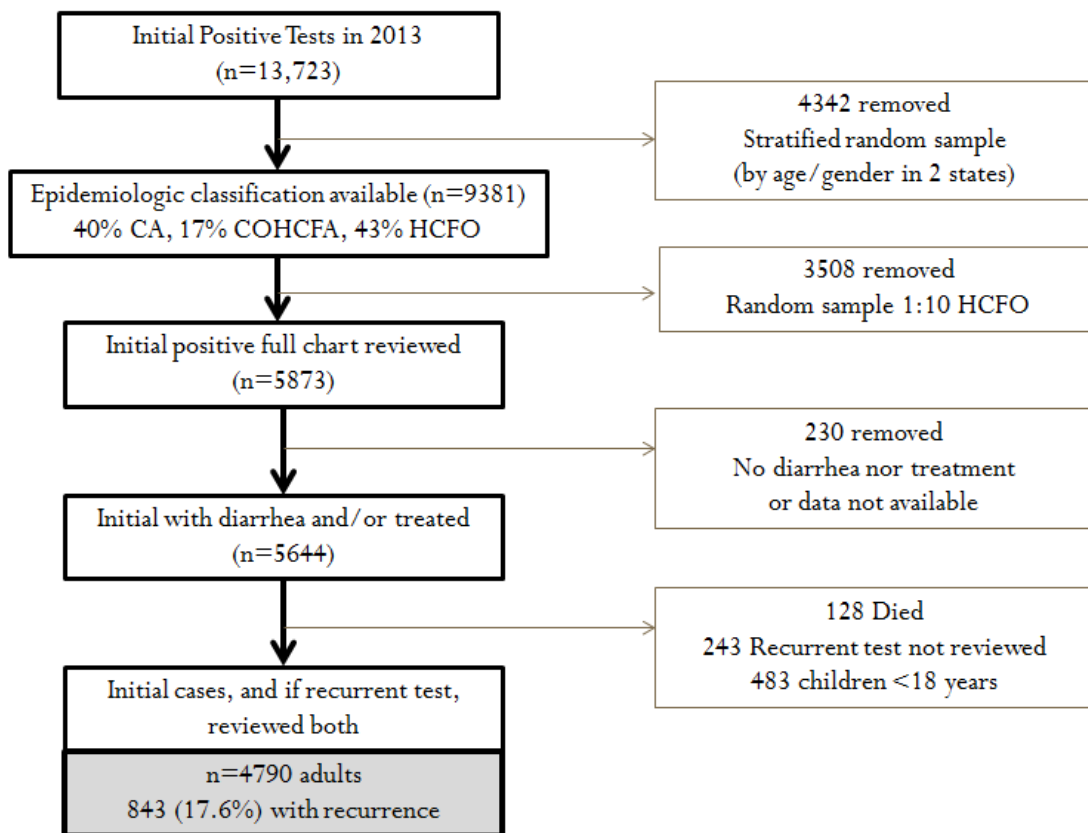 Initial Positive Tests in 2013
(n=13,723)
4342 removed
Stratified random sample
(by age/gender in 2 states)
Epidemiologic classification available (n=9381)
40% CA, 17% COHCFA, 43% HCFO
3508 removed
Random sample 1:10 HCFO
Initial positive full chart reviewed
(n=5873)
230 removed
No diarrhea nor treatment
or data not available
Initial with diarrhea and/or treated
(n=5644)
128 Died
243 Recurrent test not reviewed
483 children <18 years
Initial cases, and if recurrent test,
reviewed both
n=4790 adults
843 (17.6%) with recurrence